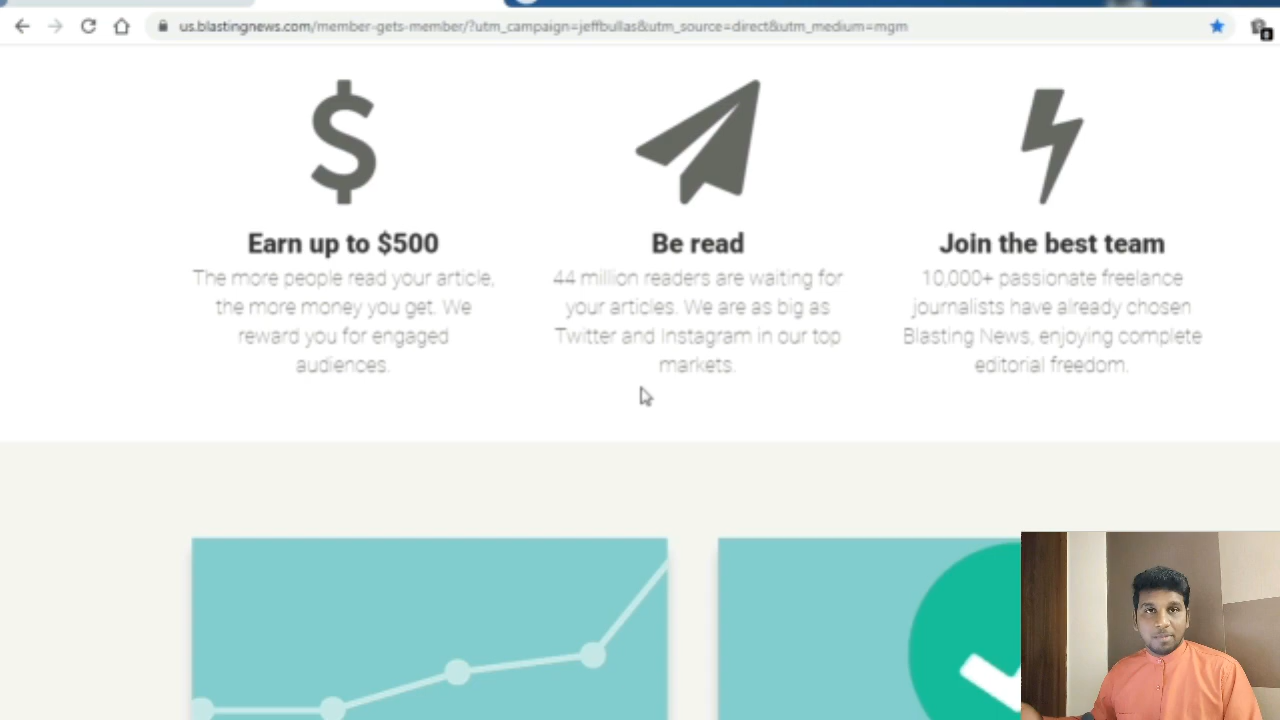 us.blastingnews.com/member-gets-member/?utm_campaign=jeffbullas&utm_source=direct&utm_medium=mgm
Earn up to $500
The more people read your article,
the more money you get. We
reward you for engaged
audiences.
Be read
44 million readers are waiting for
your articles. We are as big as
Twitter and Instagram in our top
markets.
Join the best team
10,000+ passionate freelance
journalists have already chosen
Blasting News, enjoying complete
editorial freedom.